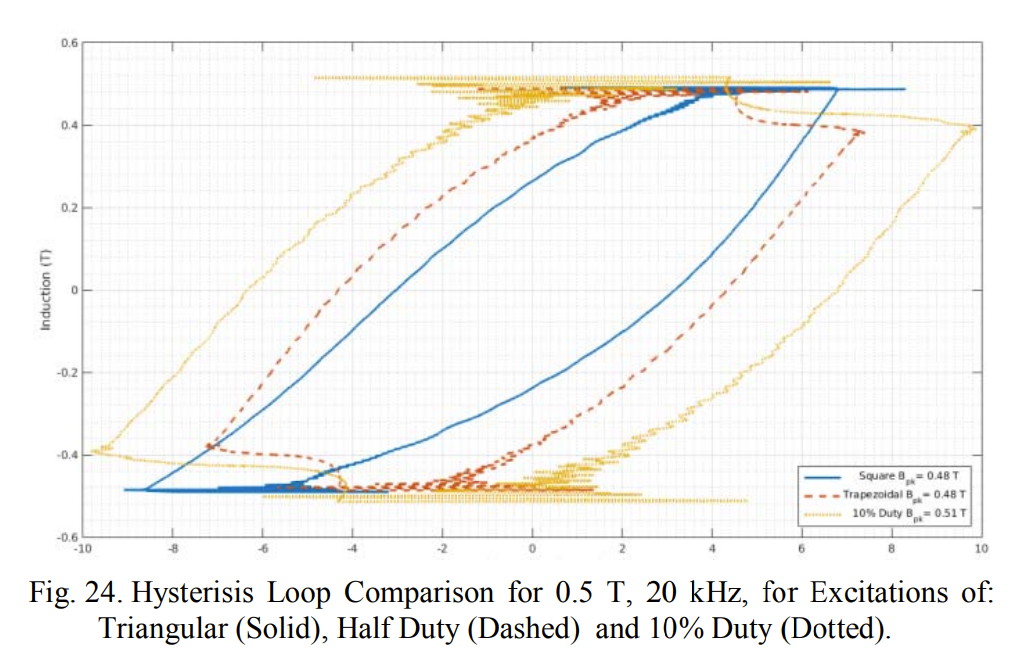 0.6
0.4
0.2
0
-0.2
-0.4
-0.6
Induction (T)
-10 -8 -6 -4 -2 0 2 4 6 8 10
Square Bpk= 0.48 T
Trapezoidal Bpk= 0.48 T
10% Duty Bpk= 0.51 T
Fig. 24. Hysterisis Loop Comparison for 0.5 T, 20 kHz, for Excitations of:
Triangular (Solid), Half Duty (Dashed) and 10% Duty (Dotted).